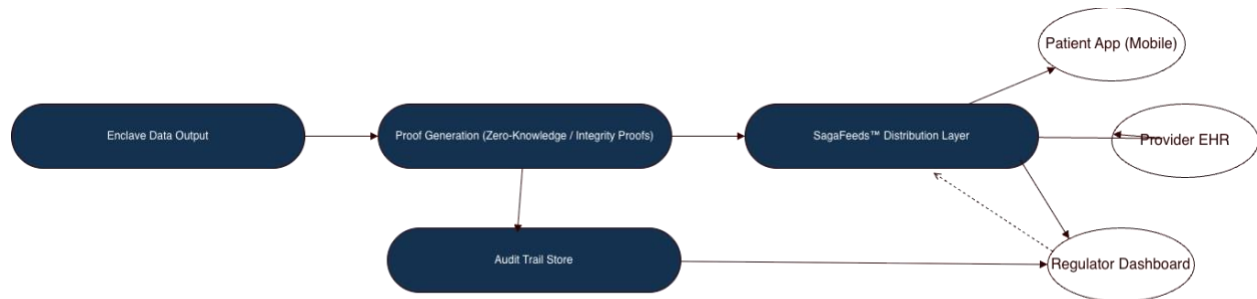 Patient App (Mobile)
Enclave Data Output
Proof Generation (Zero-Knowledge / Integrity Proofs)
SagaFeeds™ Distribution Layer
Provider EHR
Audit Trail Store
Regulator Dashboard